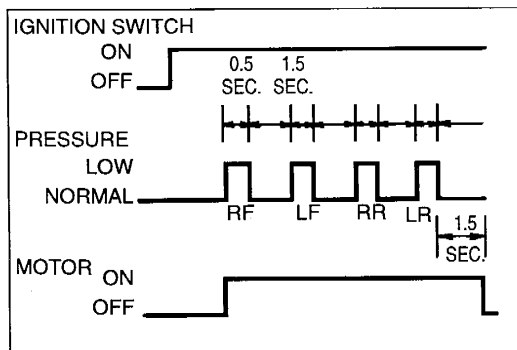 IGNITION SWITCH
ON
OFF
0.5 SEC.
1.5 SEC.
PRESSURE
LOW
NORMAL
RF LF RR LR
1.5 SEC.
MOTOR
ON
OFF